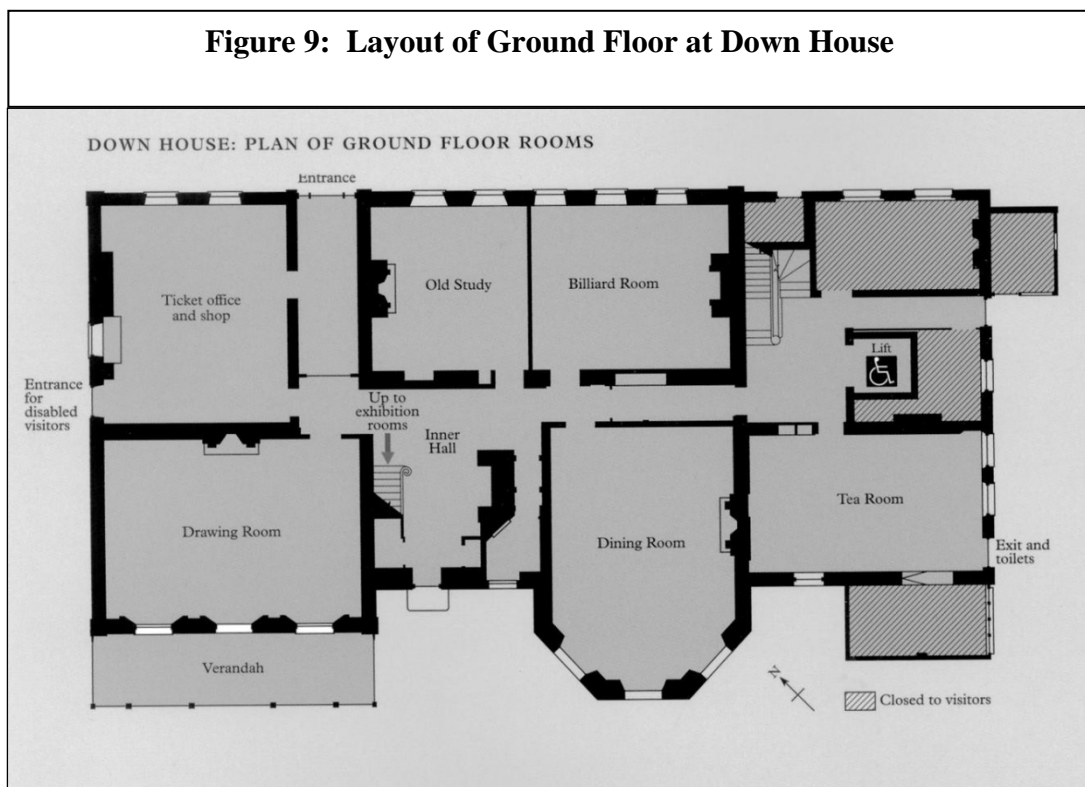 Figure 9: Layout of Ground Floor at Down House
DOWN HOUSE: PLAN OF GROUND FLOOR ROOMS
Entrance
Old Study
Billiard Room
Ticket office
and shop
Lift
Entrance
for
disabled
visitors
Up to
exhibition
rooms
Inner
Hall
Tea Room
Drawing Room
Dining Room
Exit and
toilets
Verandah
N
Closed to visitors